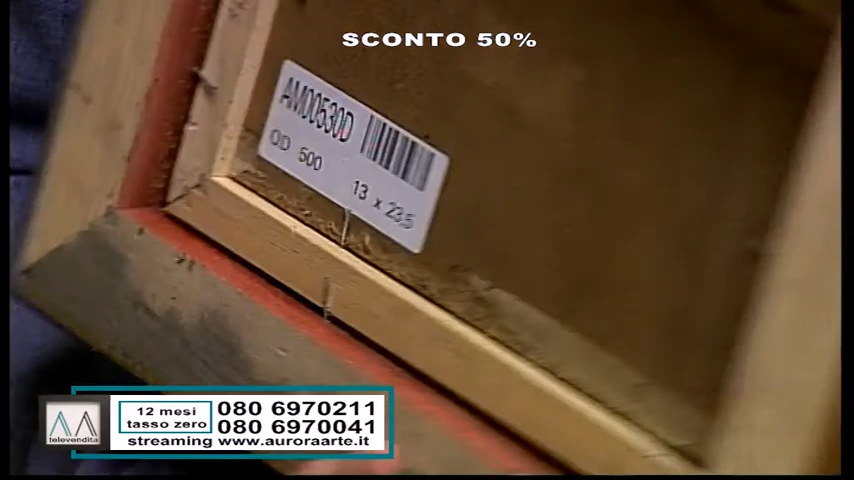 SCONTO 50%
AM00530D
OD 500
13 x 23,5
12 mesi
tasso zero
080 6970211
080 6970041
streaming www.auroraarte.it
televendita